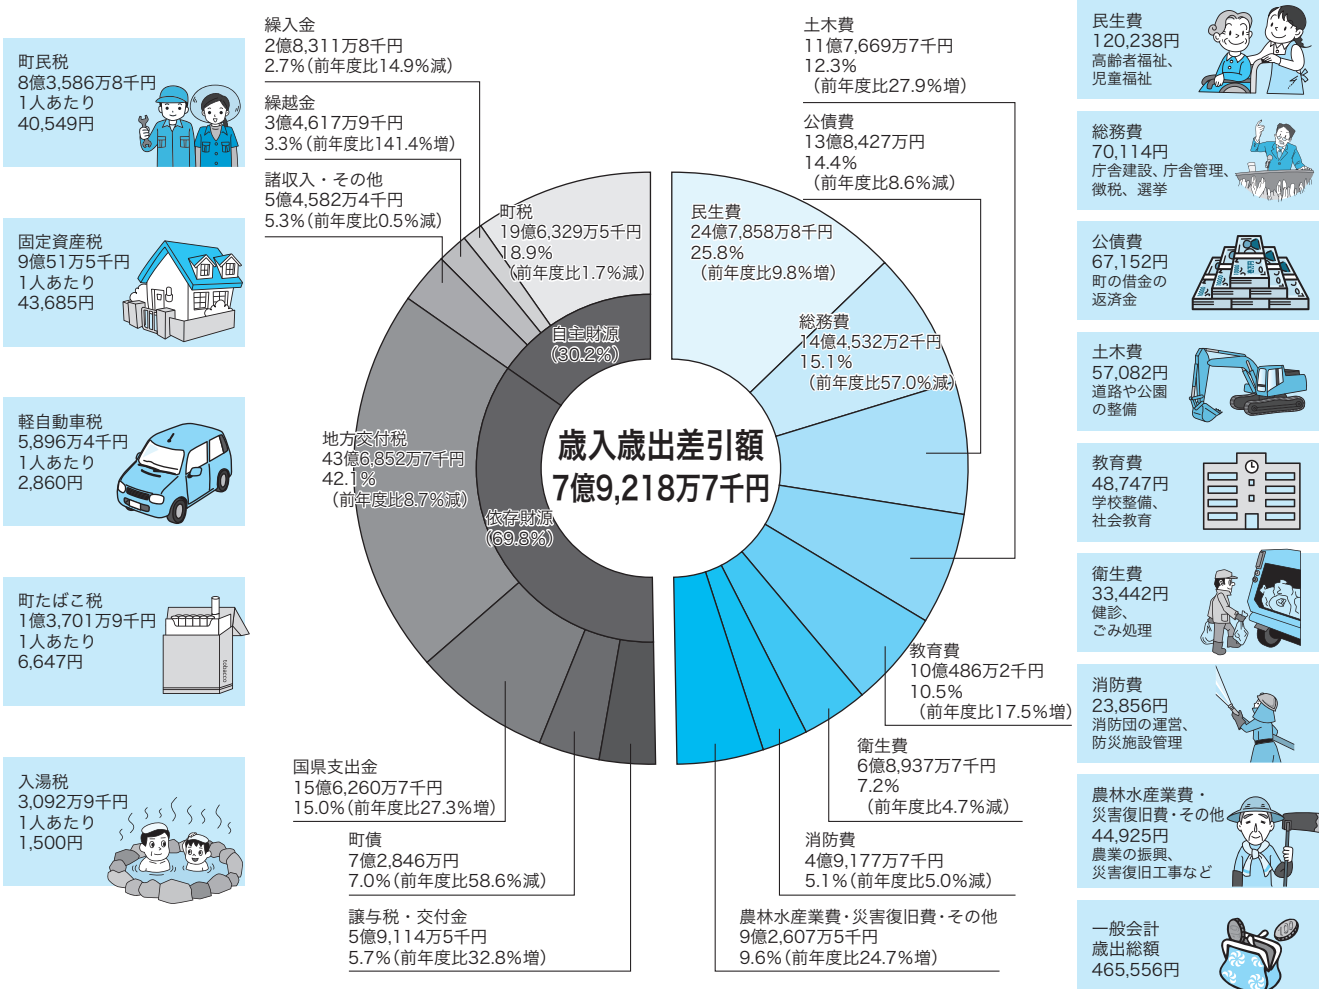 町民税
8億3,586万8千円
1人あたり
40,549円
固定資産税
9億51万5千円
1人あたり
43,685円
軽自動車税
5,896万4千円
1人あたり
2,860円
町たばこ税
1億3,701万9千円
1人あたり
6,647円
tobacco
入湯税
3,092万9千円
1人あたり
1,500円
繰入金
2億8,311万8千円
2.7%(前年度比14.9%減)
繰越金
3億4,617万9千円
3.3%(前年度比141.4%増)
諸収入・その他
5億4,582万4千円
5.3%(前年度比0.5%減)
町税
19億6,329万5千円
18.9%
(前年度比1.7%減)
自主財源
(30.2%)
地方交付税
43億6,852万7千円
42.1%
(前年度比8.7%減)
依存財源
(69.8%)
国県支出金
15億6,260万7千円
15.0%(前年度比27.3%増)
町債
7億2,846万円
7.0%(前年度比58.6%減)
譲与税・交付金
5億9,114万5千円
5.7%(前年度比32.8%増)
歳入歳出差引額
7億9,218万7千円
民生費
24億7,858万8千円
25.8%
(前年度比9.8%増)
総務費
14億4,532万2千円
15.1%
(前年度比57.0%減)
土木費
11億7,669万7千円
12.3%
(前年度比27.9%増)
公債費
13億8,427万円
14.4%
(前年度比8.6%減)
教育費
10億486万2千円
10.5%
(前年度比17.5%増)
衛生費
6億8,937万7千円
7.2%
(前年度比4.7%減)
消防費
4億9,177万7千円
5.1%(前年度比5.0%減)
農林水産業費・災害復旧費・その他
9億2,607万5千円
9.6%(前年度比24.7%増)
民生費
120,238円
高齢者福祉、
児童福祉
総務費
70,114円
庁舎建設、庁舎管理、
徴税、選挙
公債費
67,152円
町の借金の
返済金
土木費
57,082円
道路や公園
の整備
教育費
48,747円
学校整備、
社会教育
衛生費
33,442円
健診、
ごみ処理
消防費
23,856円
消防団の運営、
防災施設管理
農林水産業費・
災害復旧費・その他
44,925円
農業の振興、
災害復旧工事など
一般会計
歳出総額
465,556円